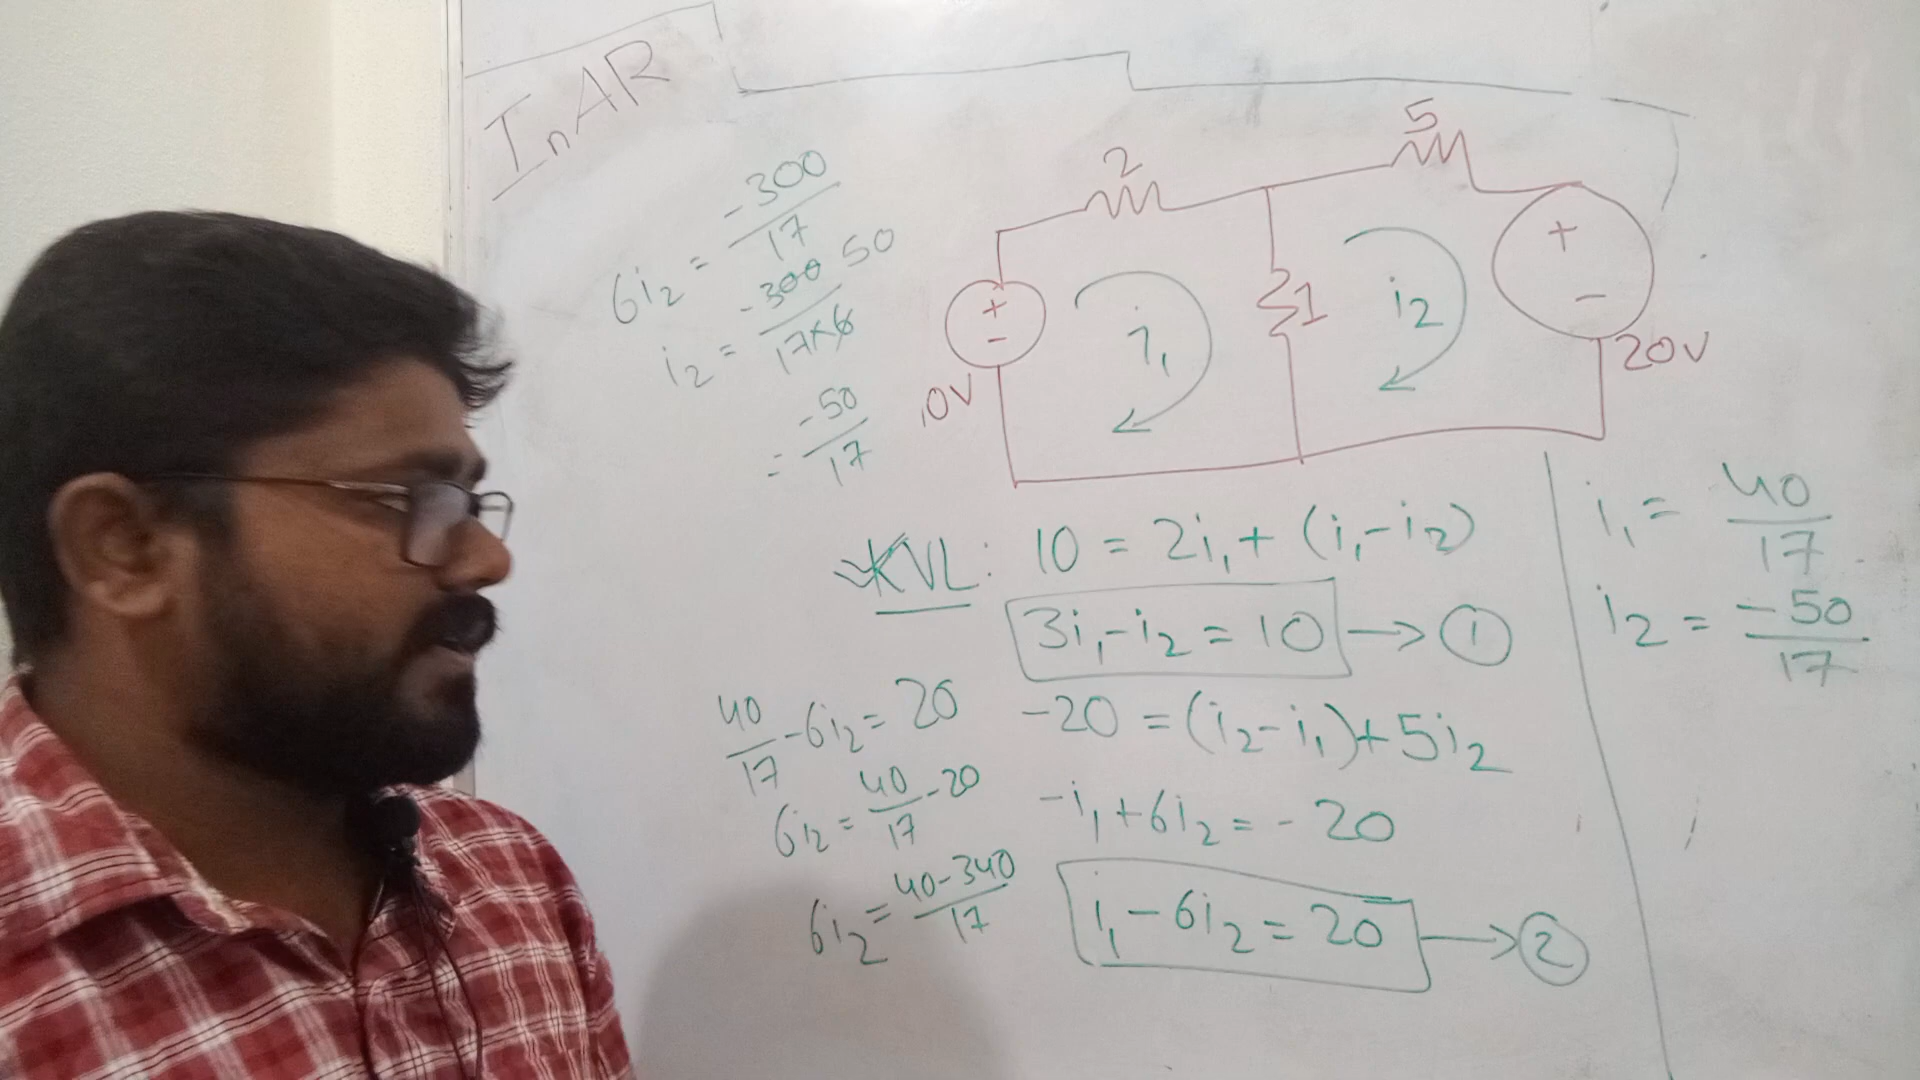 InAR
6i₂ = -300/17
i₂ = -300/17×6 50
= -50/17
2
5
+
-
0V
i₁
1
i₂
+
-
20V
KVL: 10 = 2i₁ + (i₁-i₂)
3i₁-i₂ = 10 → ①
-20 = (i₂-i₁)+5i₂
-i₁+6i₂ = -20
i₁-6i₂ = 20 → ②
40/17 -6i₂ = 20
6i₂ = 40/17 -20
6i₂ = 40-340/17
i₁ = 40/17
i₂ = -50/17